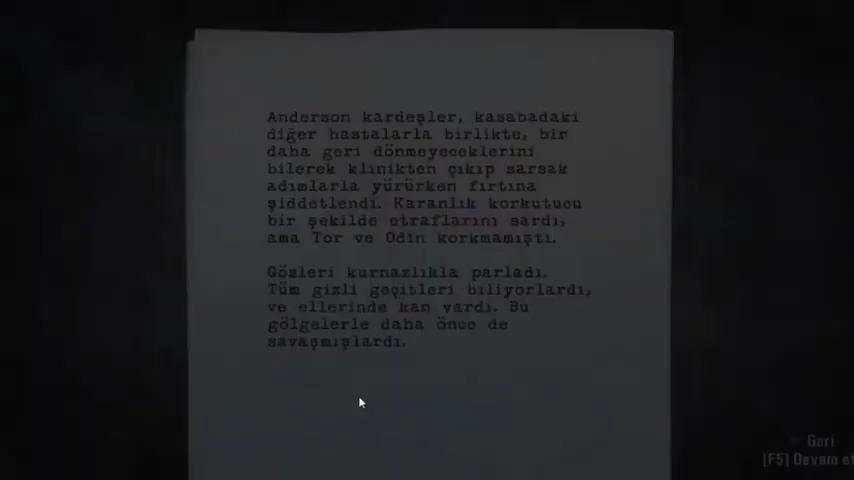 Anderson kardeşler, kasabadaki
diğer hastalarla birlikte, bir
daha geri dönmeyeceklerini
bilerek klinikten çıkıp sarsak
adımlarla yürürken fırtına
şiddetlendi. Karanlık korkutucu
bir şekilde etraflarını sardı,
ama Tor ve Odin korkmamıştı.
Gözleri kurnazlıkla parladı.
Tüm gizli geçitleri biliyorlardı,
ve ellerinde kan vardı. Bu
gölgelerle daha önce de
savaşmışlardı.
Geri
[F5] Devam et